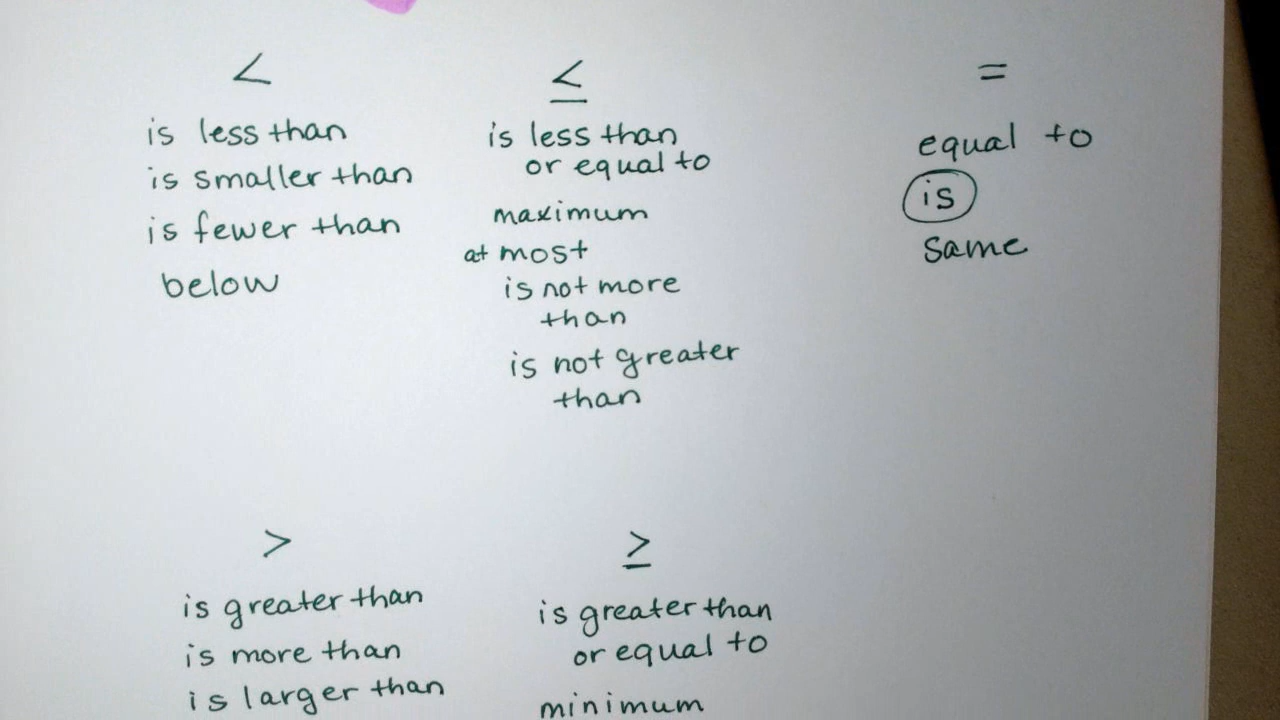 <
is less than
is smaller than
is fewer than
below
≤
is less than
or equal to
maximum
at most
is not more
than
is not greater
than
=
equal to
is
same
>
is greater than
is more than
is larger than
≥
is greater than
or equal to
minimum